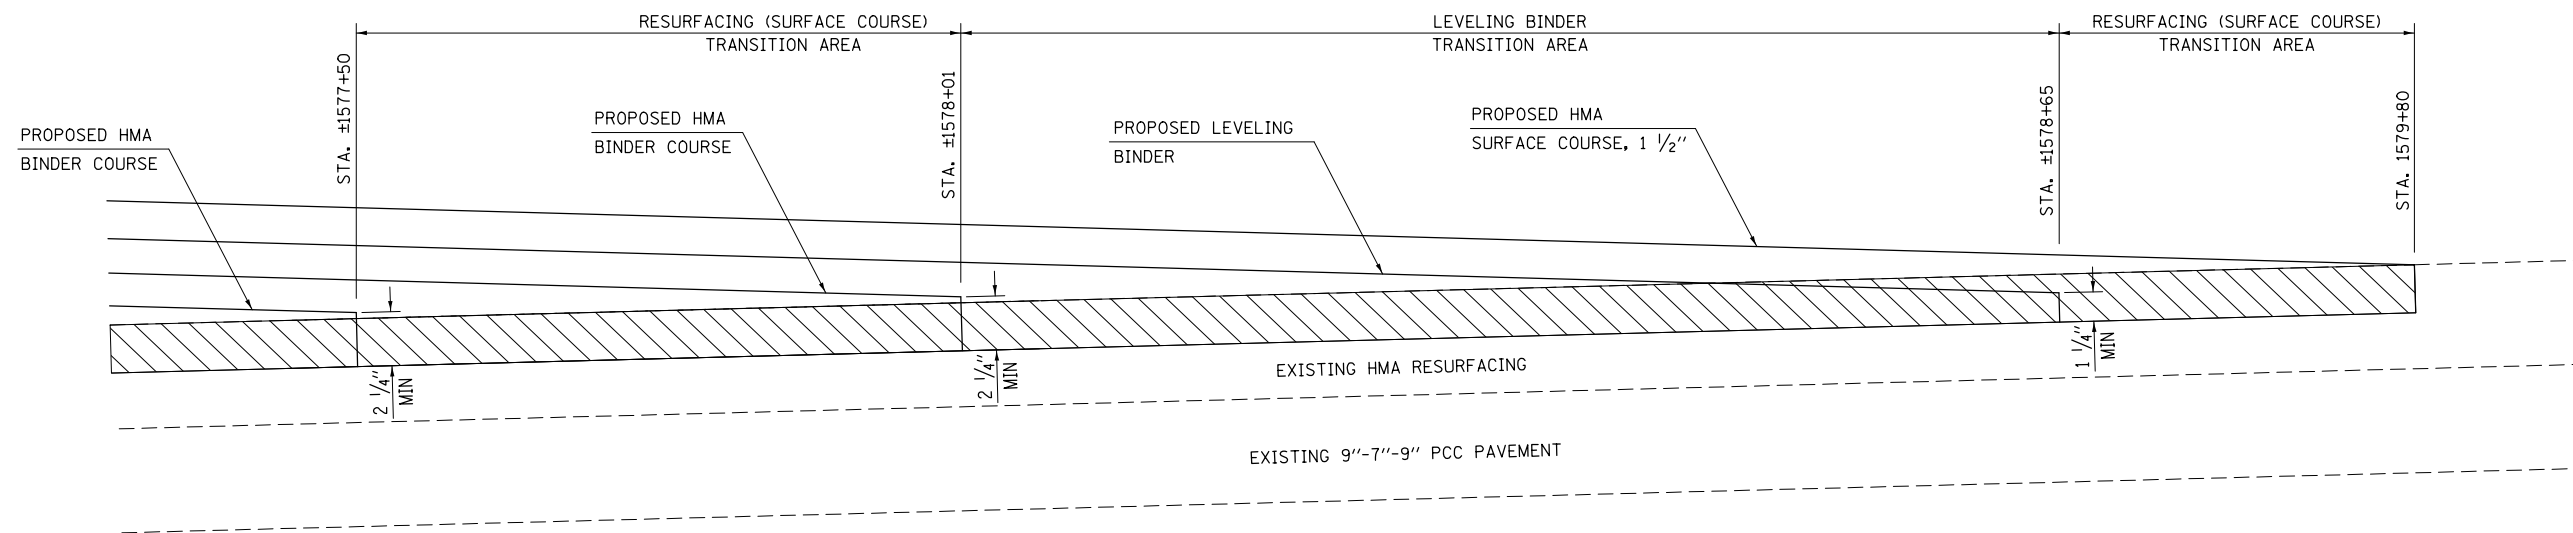 RESURFACING (SURFACE COURSE)
TRANSITION AREA
LEVELING BINDER
TRANSITION AREA
RESURFACING (SURFACE COURSE)
TRANSITION AREA
STA. ±1577+50
STA. ±1578+01
STA. ±1578+65
STA. 1579+80
PROPOSED HMA
BINDER COURSE
PROPOSED HMA
BINDER COURSE
PROPOSED LEVELING
BINDER
PROPOSED HMA
SURFACE COURSE, 1 1/2"
2 1/4"
MIN
2 1/4"
MIN
1 1/4"
MIN
EXISTING HMA RESURFACING
EXISTING 9"-7"-9" PCC PAVEMENT